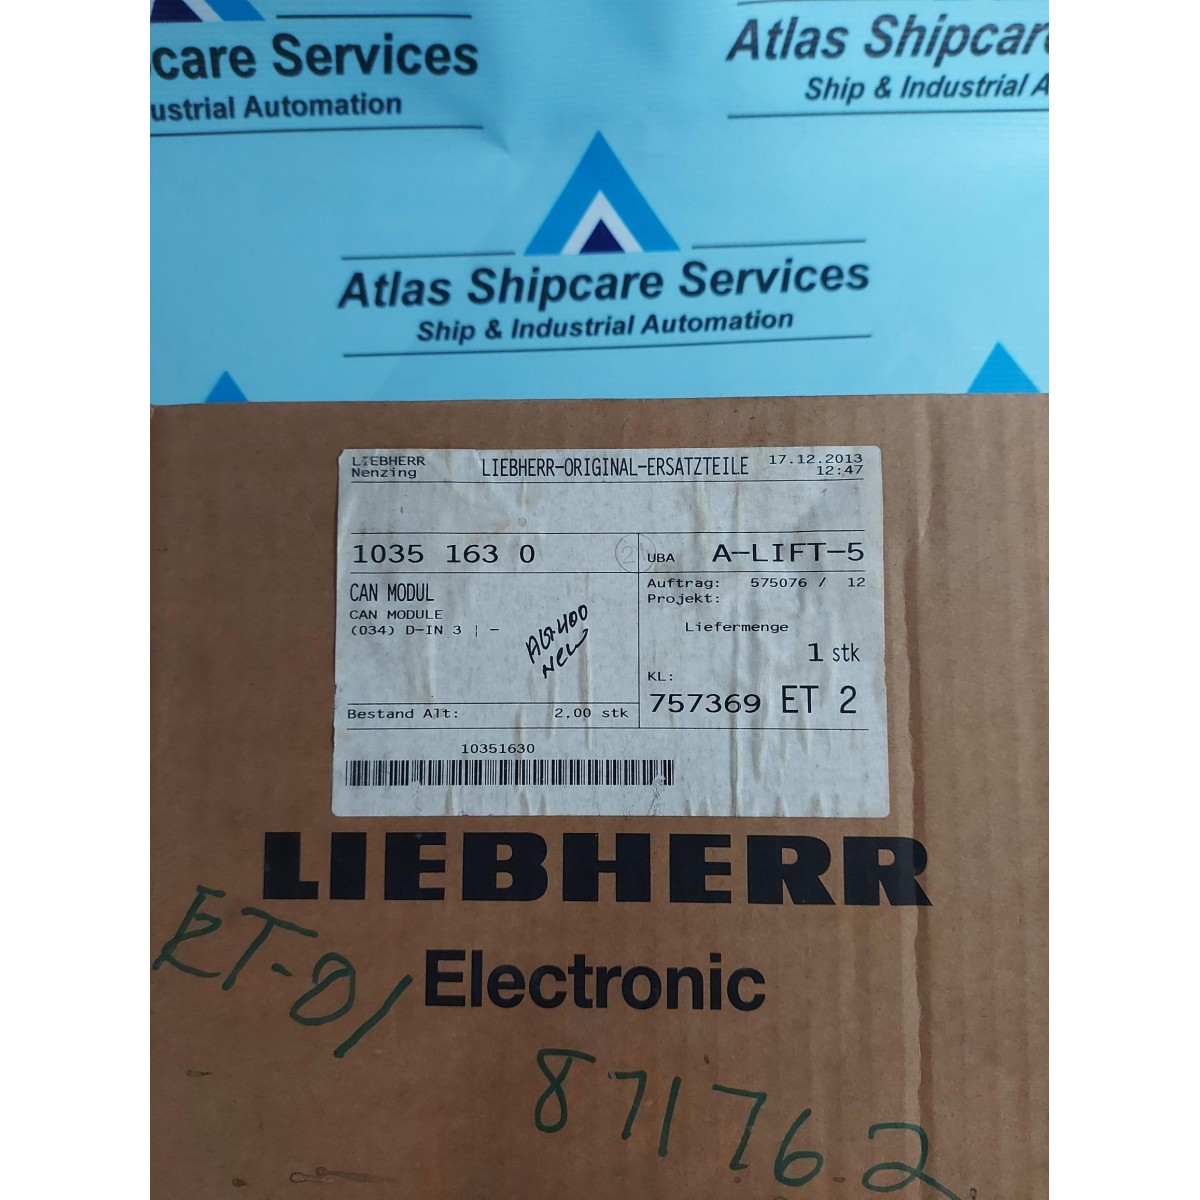 care Services
ustrial Automation
Atlas Shipcar
Ship & Industrial A
Atlas Shipcare Services
Ship & Industrial Automation
LIEBHERR
Nenzing
LIEBHERR-ORIGINAL-ERSATZTEILE
17.12.2013
12:47
1035 163 0
2
UBA A-LIFT-5
CAN MODUL
CAN MODULE
(034) D-IN 3 | -
Auftrag: 575076 / 12
Projekt:
Liefermenge
1 stk
NEW
KL:
757369 ET 2
Bestand Alt: 2,00 stk
10351630
LIEBHERR
Electronic
ET-01
871762